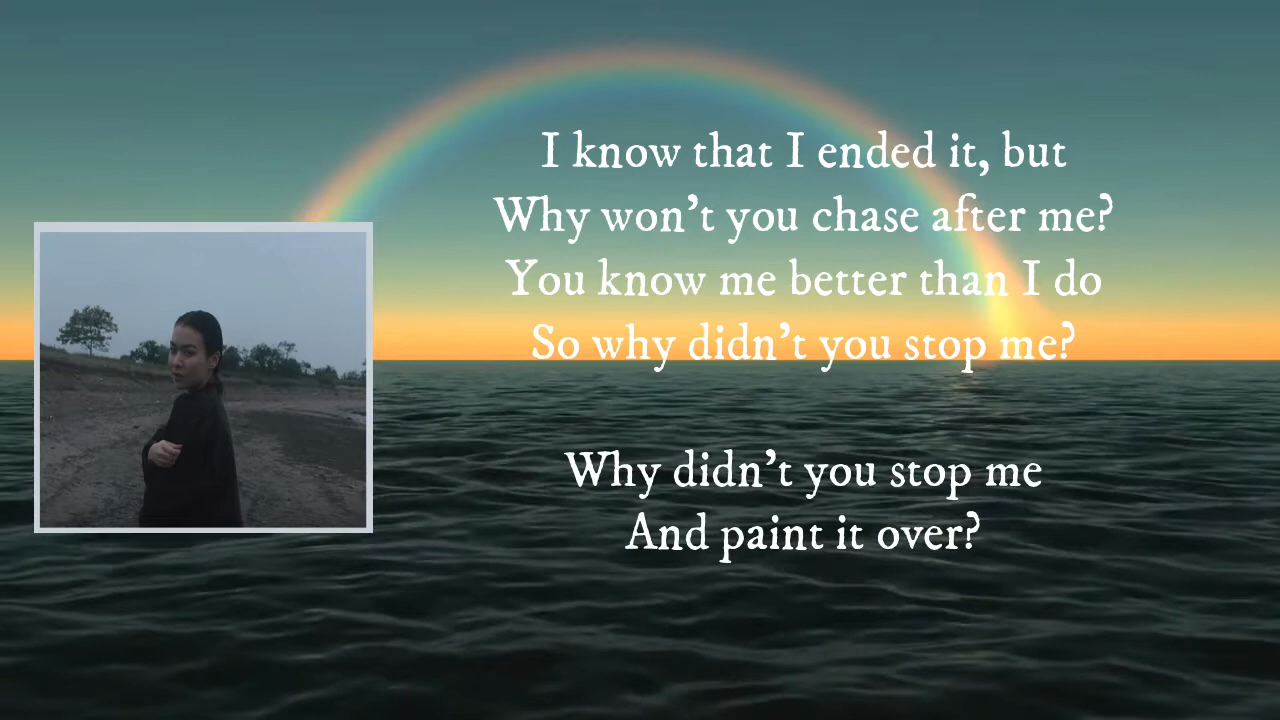 I know that I ended it, but
Why won't you chase after me?
You know me better than I do
So why didn't you stop me?
Why didn't you stop me
And paint it over?